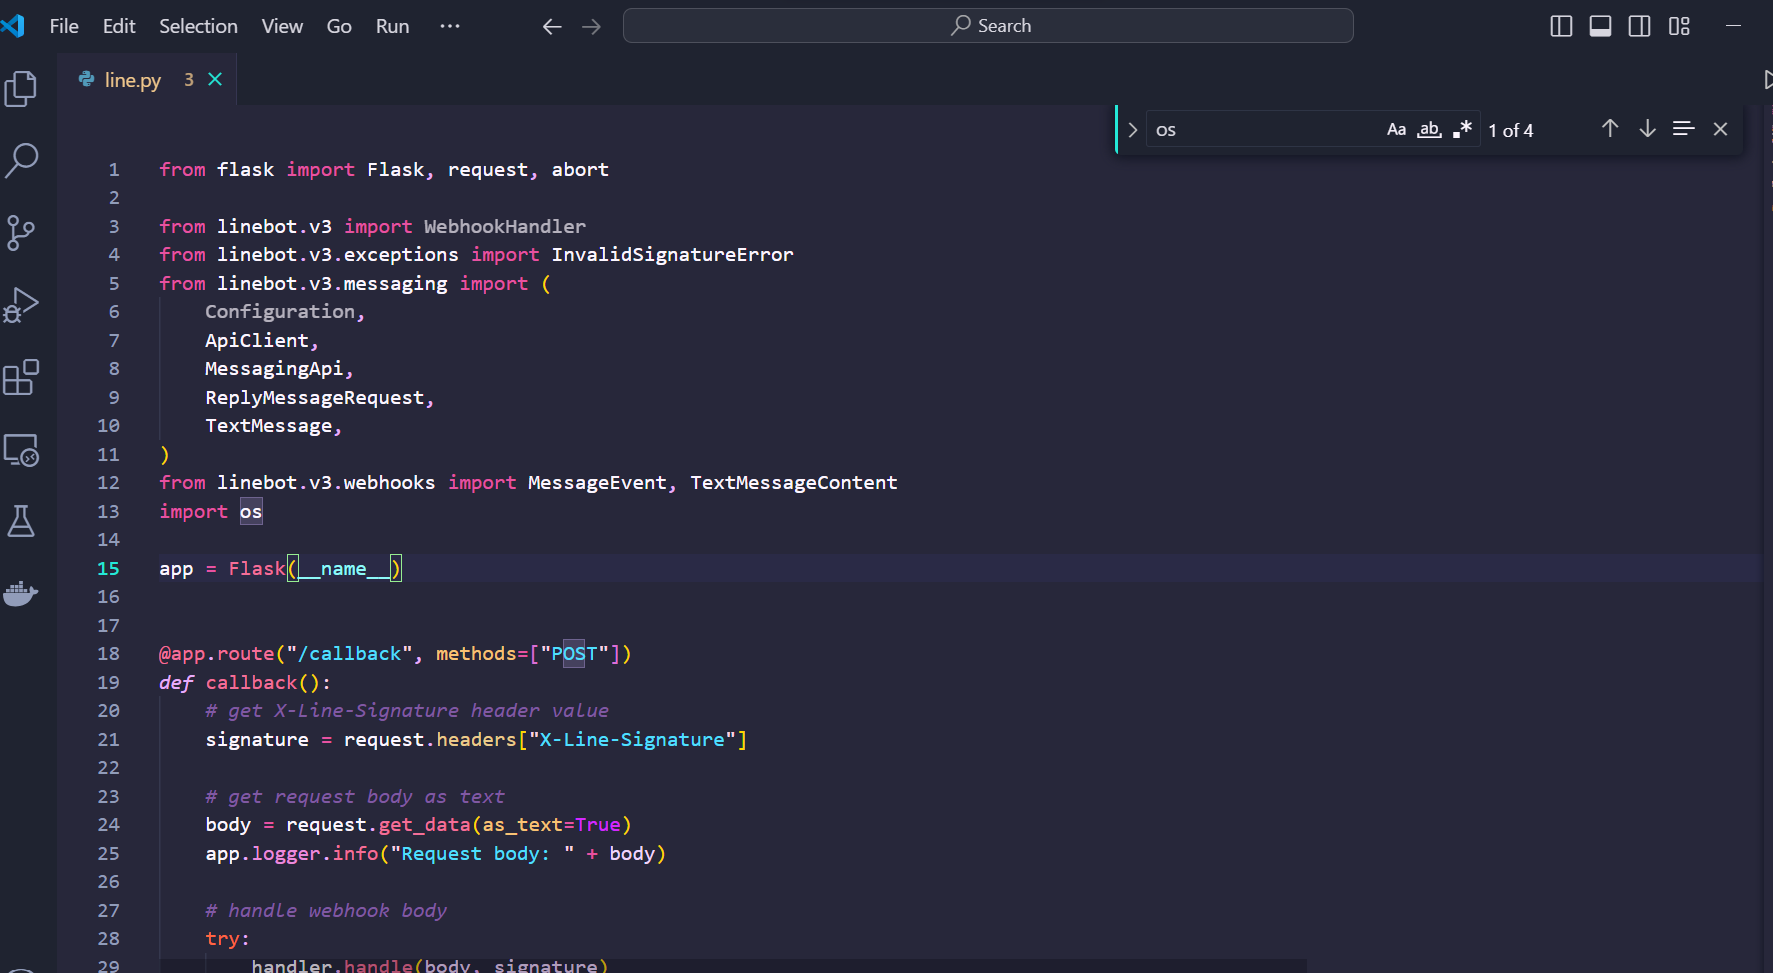 File Edit Selection View Go Run ··· Search
line.py 3
os Aa ab .* 1 of 4
1 from flask import Flask, request, abort
2
3 from linebot.v3 import WebhookHandler
4 from linebot.v3.exceptions import InvalidSignatureError
5 from linebot.v3.messaging import (
6 Configuration,
7 ApiClient,
8 MessagingApi,
9 ReplyMessageRequest,
10 TextMessage,
11 )
12 from linebot.v3.webhooks import MessageEvent, TextMessageContent
13 import os
14
15 app = Flask(__name__)
16
17
18 @app.route("/callback", methods=["POST"])
19 def callback():
20 # get X-Line-Signature header value
21 signature = request.headers["X-Line-Signature"]
22
23 # get request body as text
24 body = request.get_data(as_text=True)
25 app.logger.info("Request body: " + body)
26
27 # handle webhook body
28 try:
29 handler.handle(body, signature)